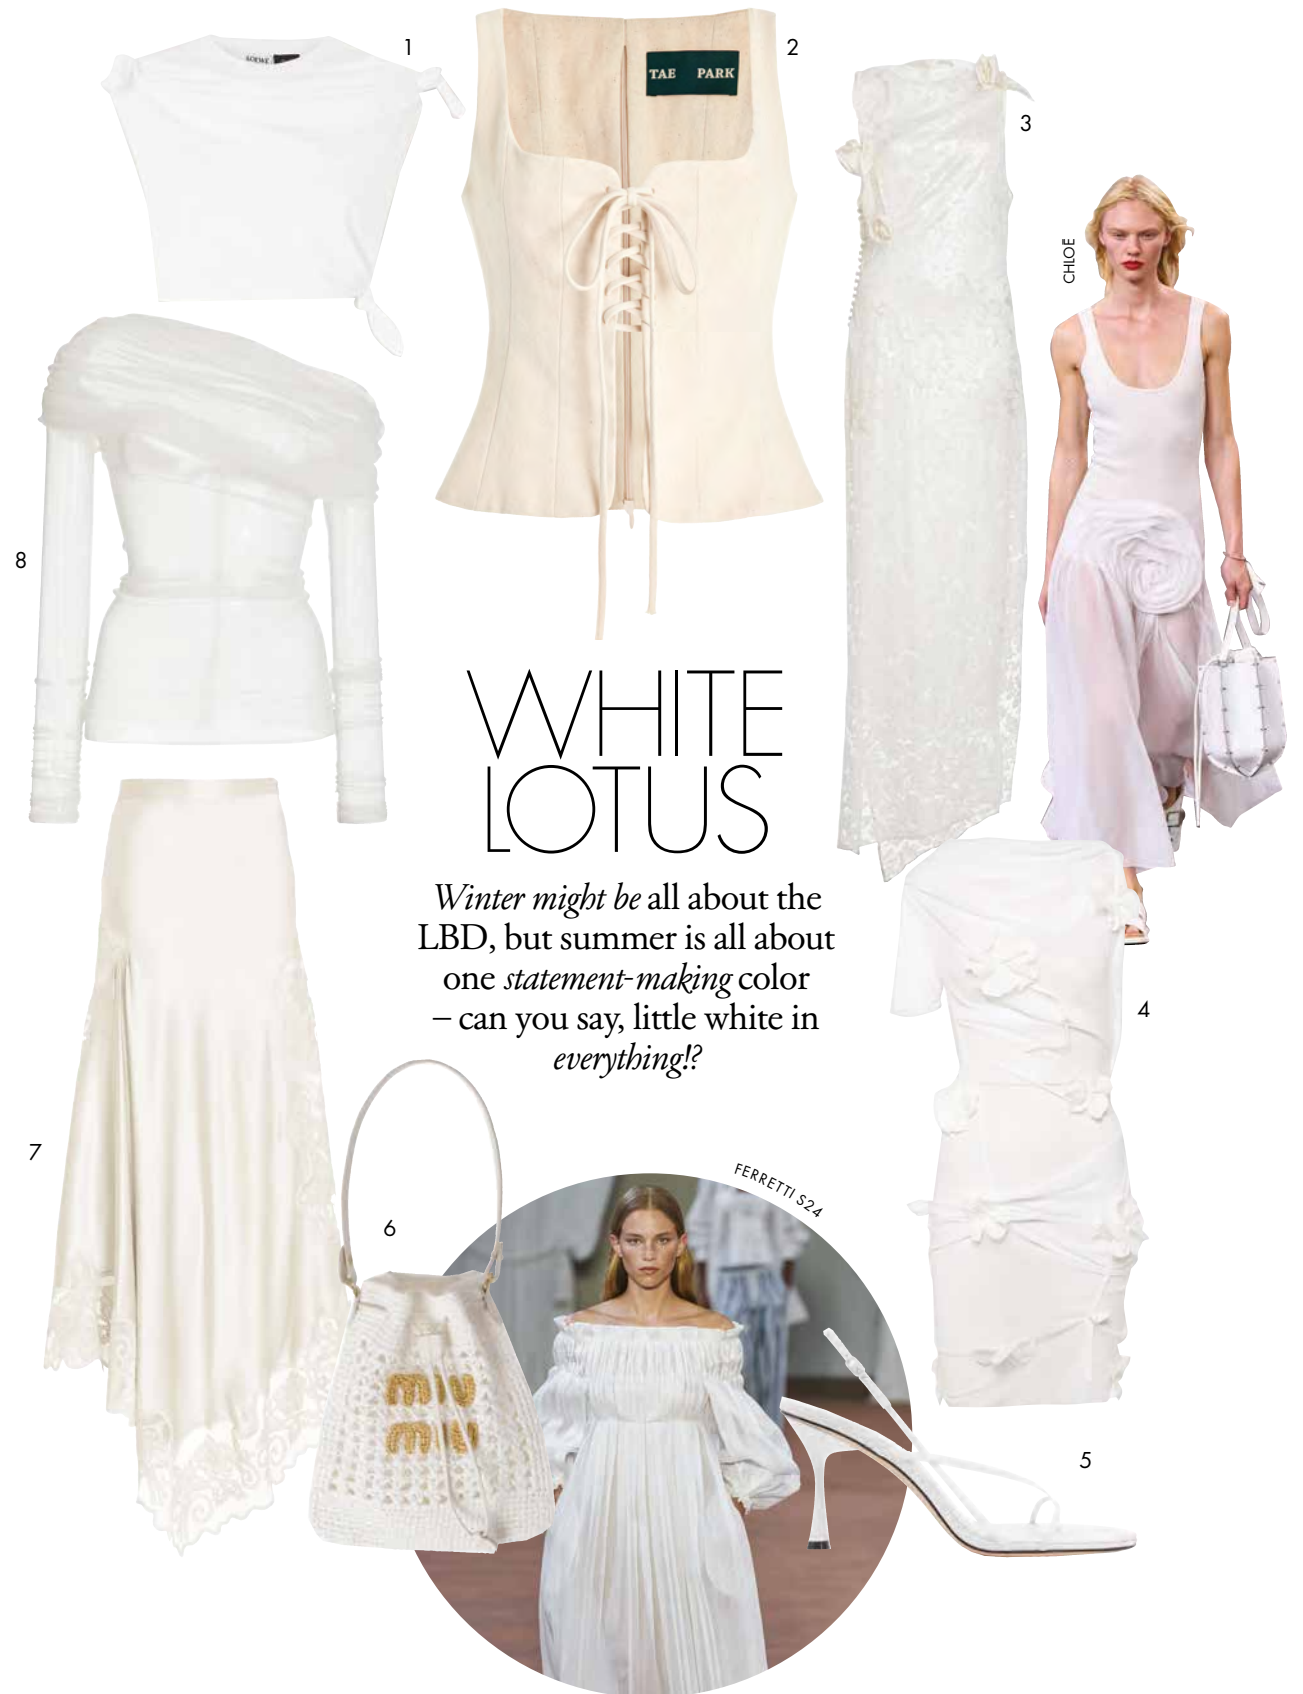 1
LOEWE
2
TAE PARK
3
CHLOÉ
8
WHITE
LOTUS
Winter might be all about the
LBD, but summer is all about
one statement-making color
– can you say, little white in
everything!?
4
7
6
FERRETTI S24
MIU
MIU
5